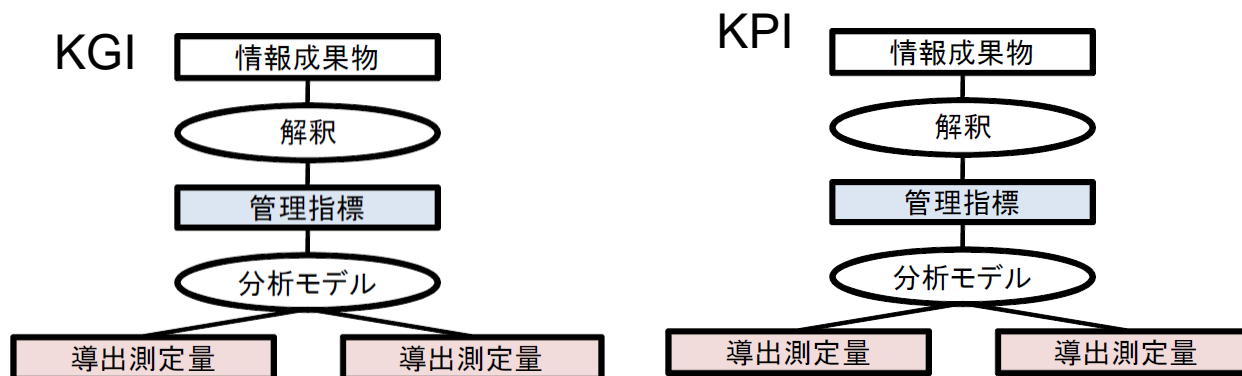 KGI
情報成果物
解釈
管理指標
分析モデル
導出測定量
導出測定量
KPI
情報成果物
解釈
管理指標
分析モデル
導出測定量
導出測定量